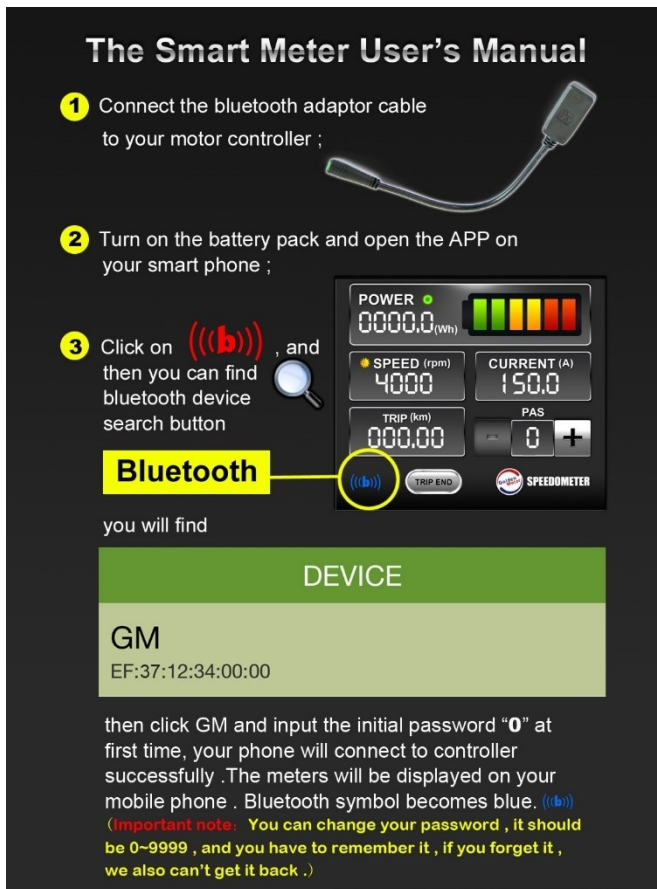 The Smart Meter User's Manual
1 Connect the bluetooth adaptor cable
to your motor controller ;
2 Turn on the battery pack and open the APP on
your smart phone ;
3 Click on (((b))) , and
then you can find
bluetooth device
search button
POWER
0000.0 (Wh)
SPEED (rpm)
4000
CURRENT (A)
150.0
TRIP (km)
000.00
PAS
- 0 +
(((b)))
TRIP END
Golden Motor
SPEEDOMETER
Bluetooth
you will find
DEVICE
GM
EF:37:12:34:00:00
then click GM and input the initial password “0” at
first time, your phone will connect to controller
successfully .The meters will be displayed on your
mobile phone . Bluetooth symbol becomes blue. (((b)))
(Important note: You can change your password , it should
be 0~9999 , and you have to remember it , if you forget it ,
we also can't get it back .)